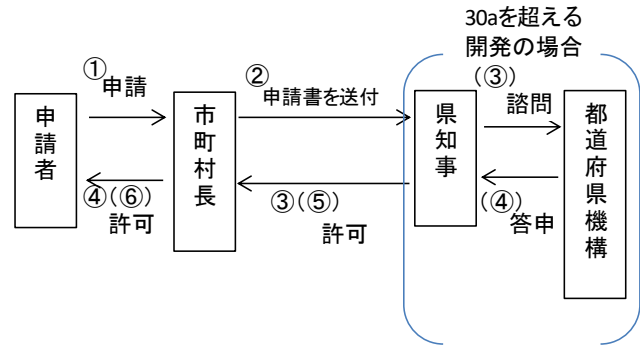 30aを超える
開発の場合
①申請
②申請書を送付
(③)諮問
申請者
市町村長
県知事
都道府県機構
④(⑥)許可
③(⑤)許可
(④)答申